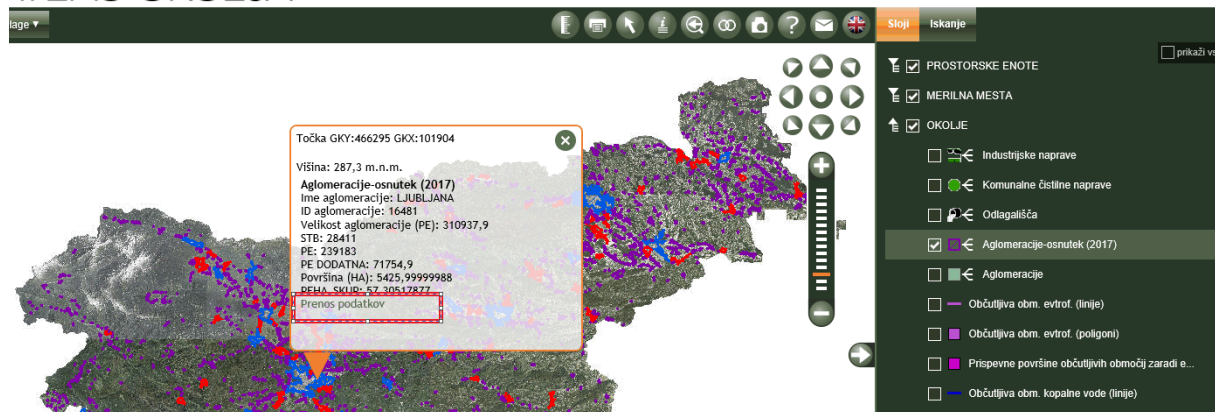 lage ▼
Sloji
Iskanje
prikaži vs
PROSTORSKE ENOTE
MERILNA MESTA
OKOLJE
Industrijske naprave
Komunalne čistilne naprave
Odlagališča
Aglomeracije-osnutek (2017)
Aglomeracije
Občutljiva obm. evtrof. (linije)
Občutljiva obm. evtrof. (poligoni)
Prispevne površine občutljivih območij zaradi e...
Občutljiva obm. kopalne vode (linije)
Točka GKY:466295 GKX:101904
Višina: 287,3 m.n.m.
Aglomeracije-osnutek (2017)
Ime aglomeracije: LJUBLJANA
ID aglomeracije: 16481
Velikost aglomeracije (PE): 310937,9
STB: 28411
PE: 239183
PE DODATNA: 71754,9
Površina (HA): 5425,99999988
PEHA_SKUP: 57,30517877
Prenos podatkov